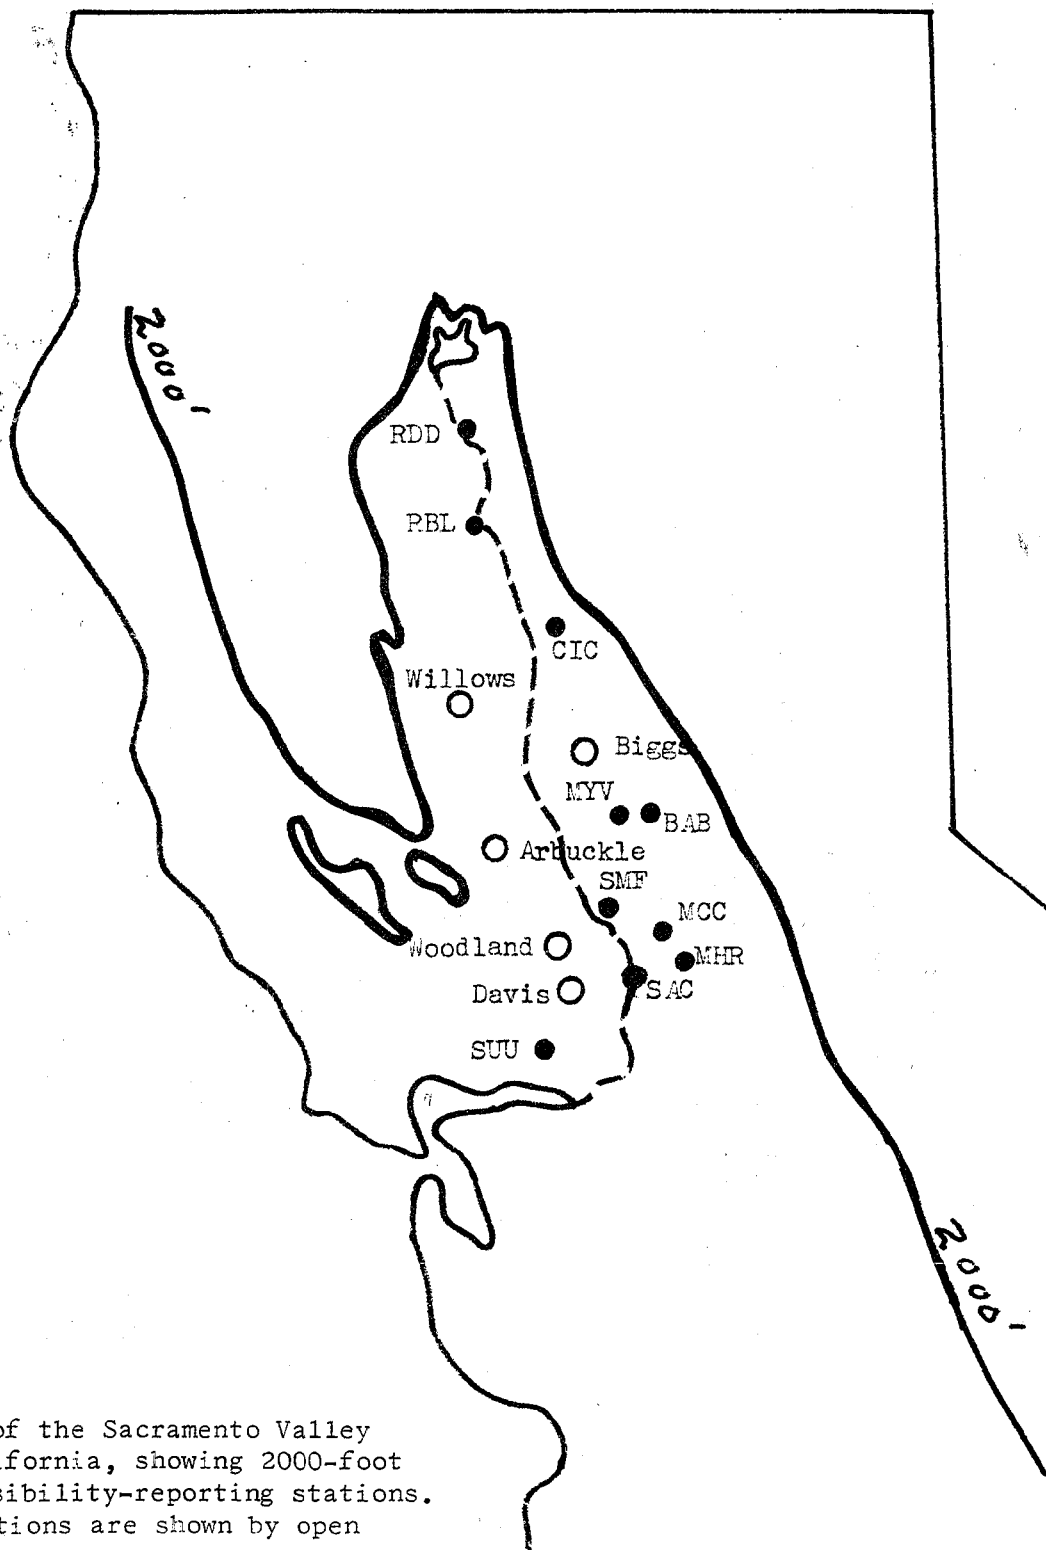 2000'
RDD
RBL
CIC
Willows
Biggs
MYV
BAB
Arbuckle
SMF
MCC
Woodland
MHR
Davis
SAC
SUU
2000'
of the Sacramento Valley
ifornia, showing 2000-foot
sibility-reporting stations.
tions are shown by open